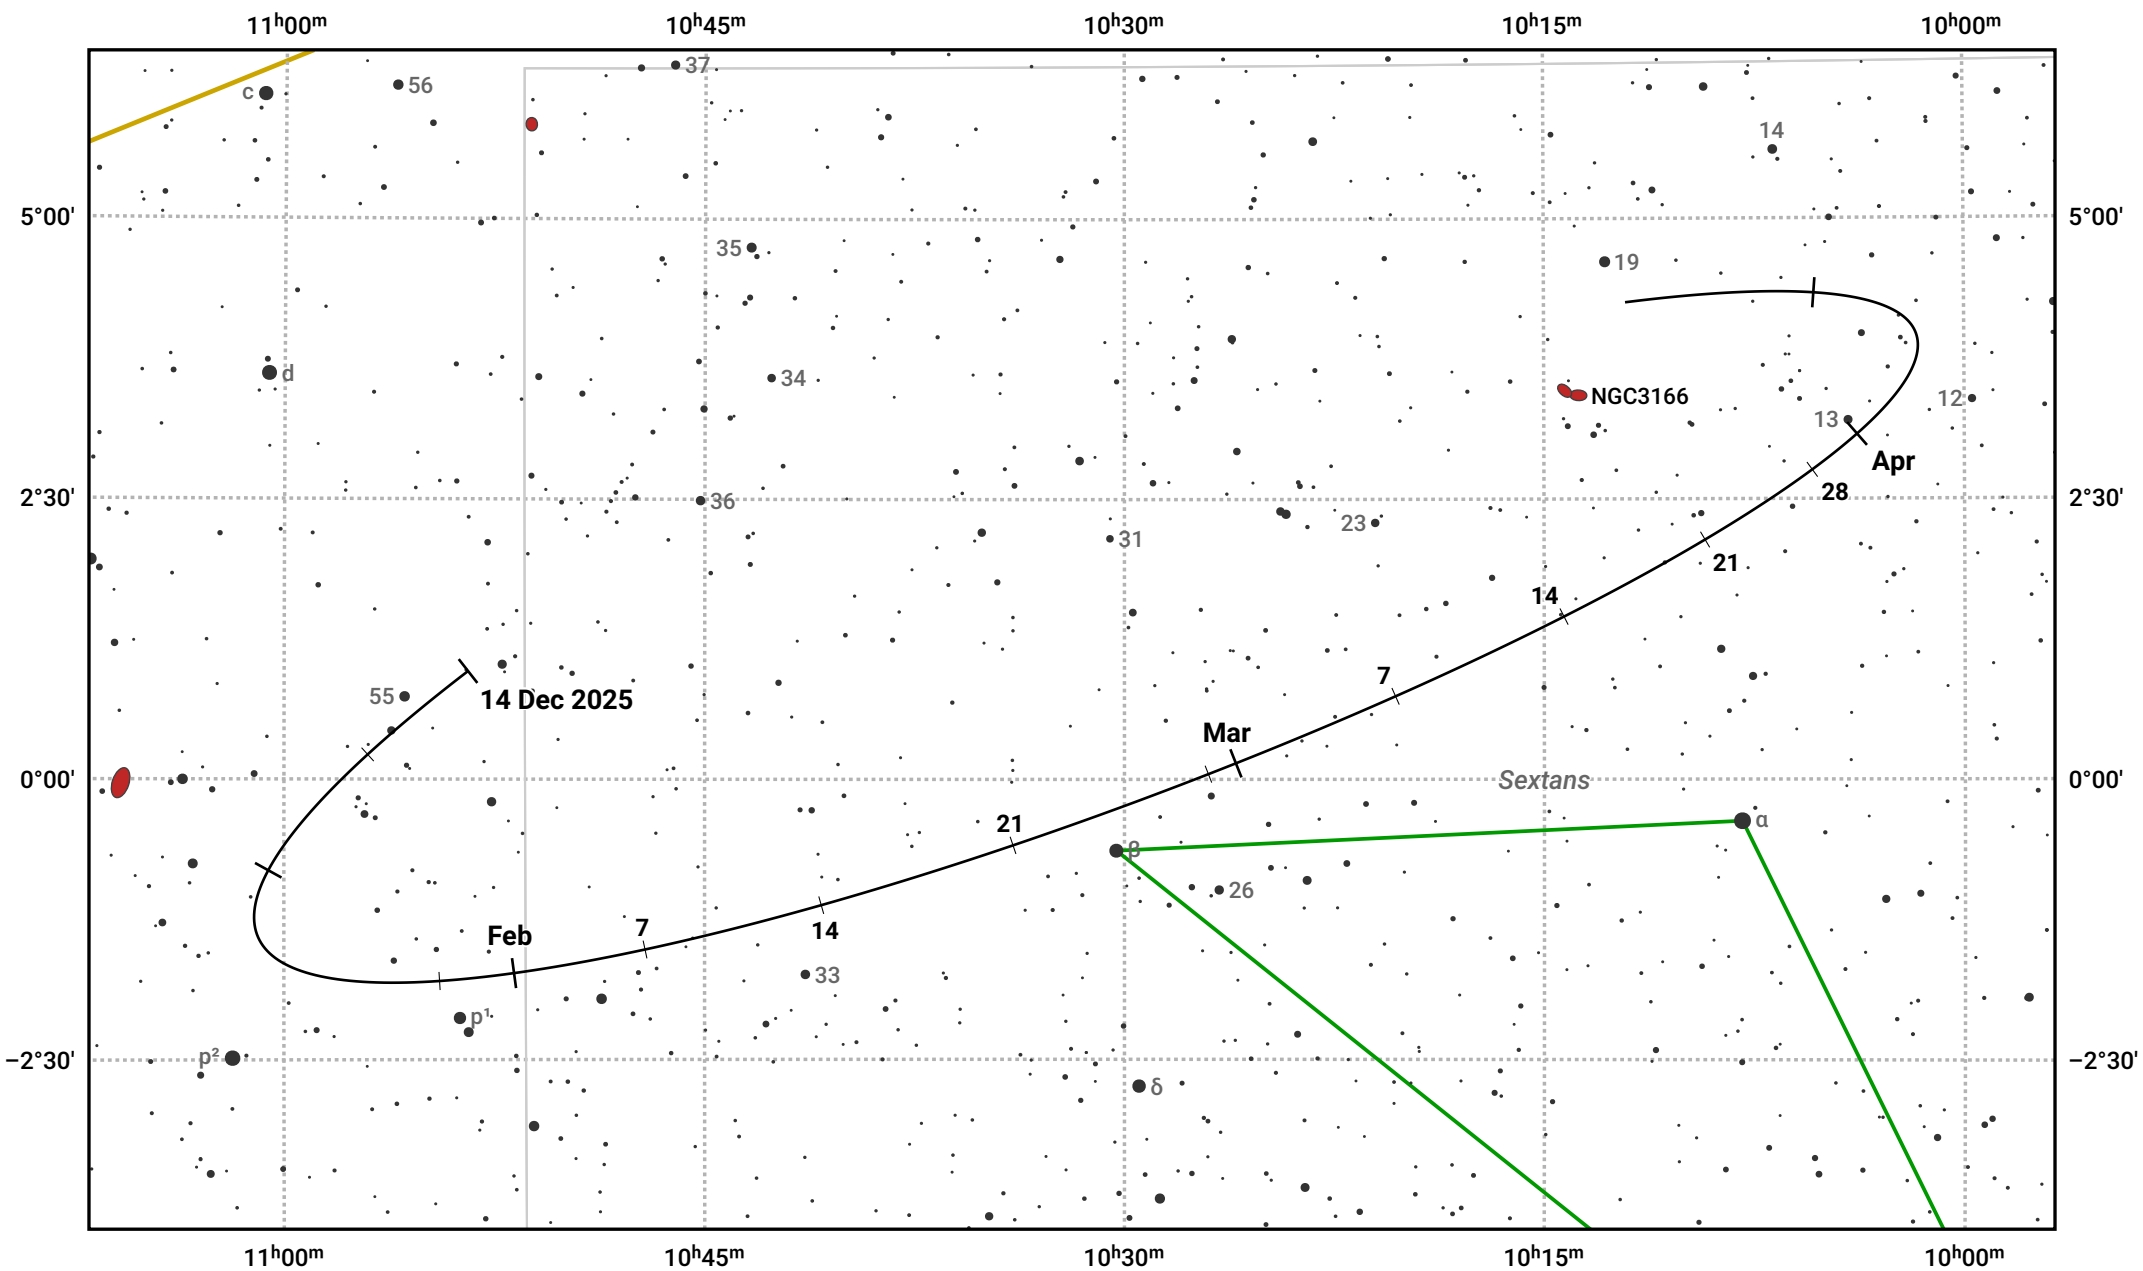 11ʰ00ᵐ 10ʰ45ᵐ 10ʰ30ᵐ 10ʰ15ᵐ 10ʰ00ᵐ
37
c 56
14
5°00' 5°00'
35 19
d 34 NGC3166 12
13
Apr
28
2°30' 36 2°30'
23
31
21
14
7
55 14 Dec 2025
Mar
0°00' Sextans 0°00'
21 α
β
26
7 14
Feb
33
p¹
p²
−2°30' −2°30'
δ
11ʰ00ᵐ 10ʰ45ᵐ 10ʰ30ᵐ 10ʰ15ᵐ 10ʰ00ᵐ